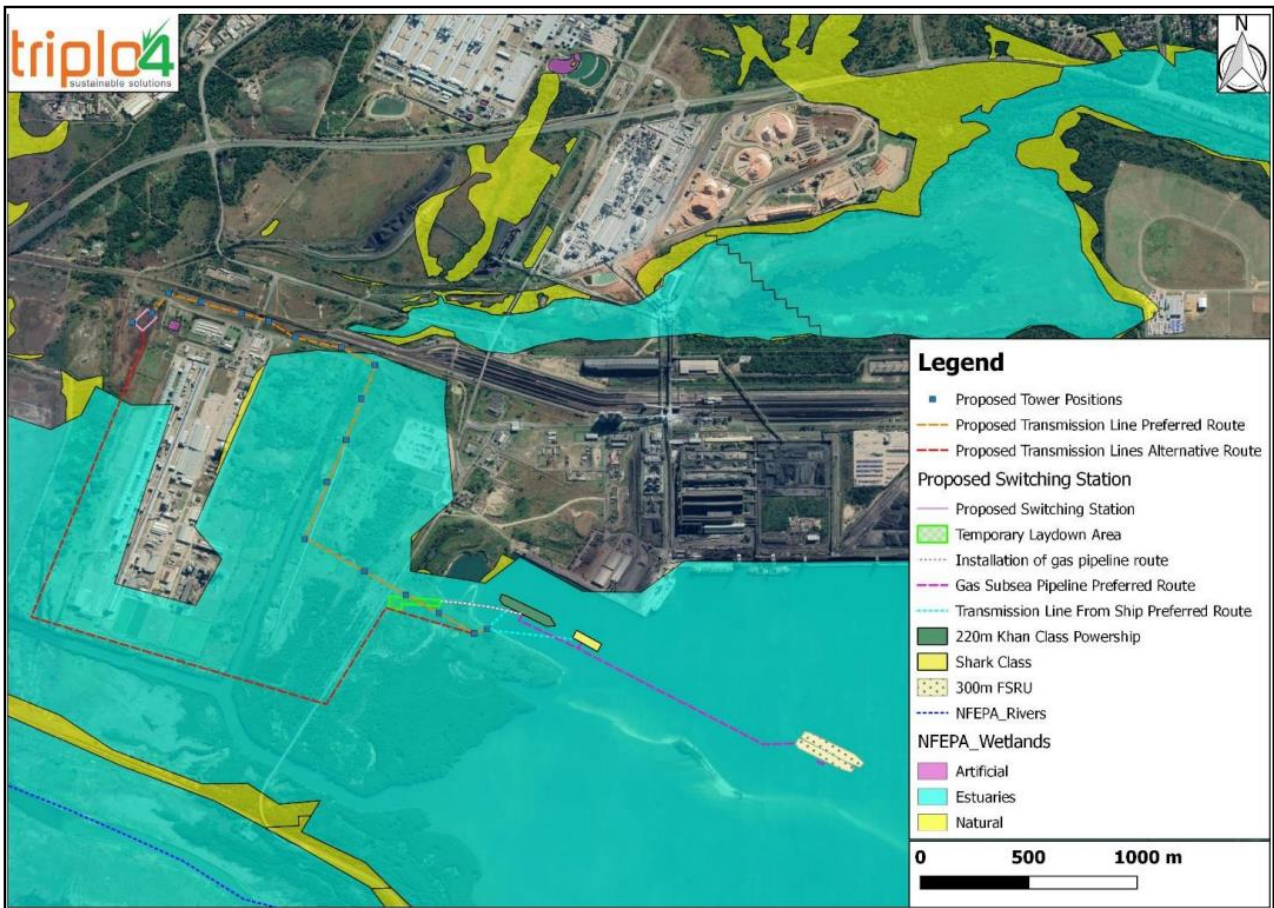 triplo4
sustainable solutions
N
Legend
Proposed Tower Positions
Proposed Transmission Line Preferred Route
Proposed Transmission Lines Alternative Route
Proposed Switching Station
Proposed Switching Station
Temporary Laydown Area
Installation of gas pipeline route
Gas Subsea Pipeline Preferred Route
Transmission Line From Ship Preferred Route
220m Khan Class Powership
Shark Class
300m FSRU
NFEPA_Rivers
NFEPA_Wetlands
Artificial
Estuaries
Natural
0 500 1000 m